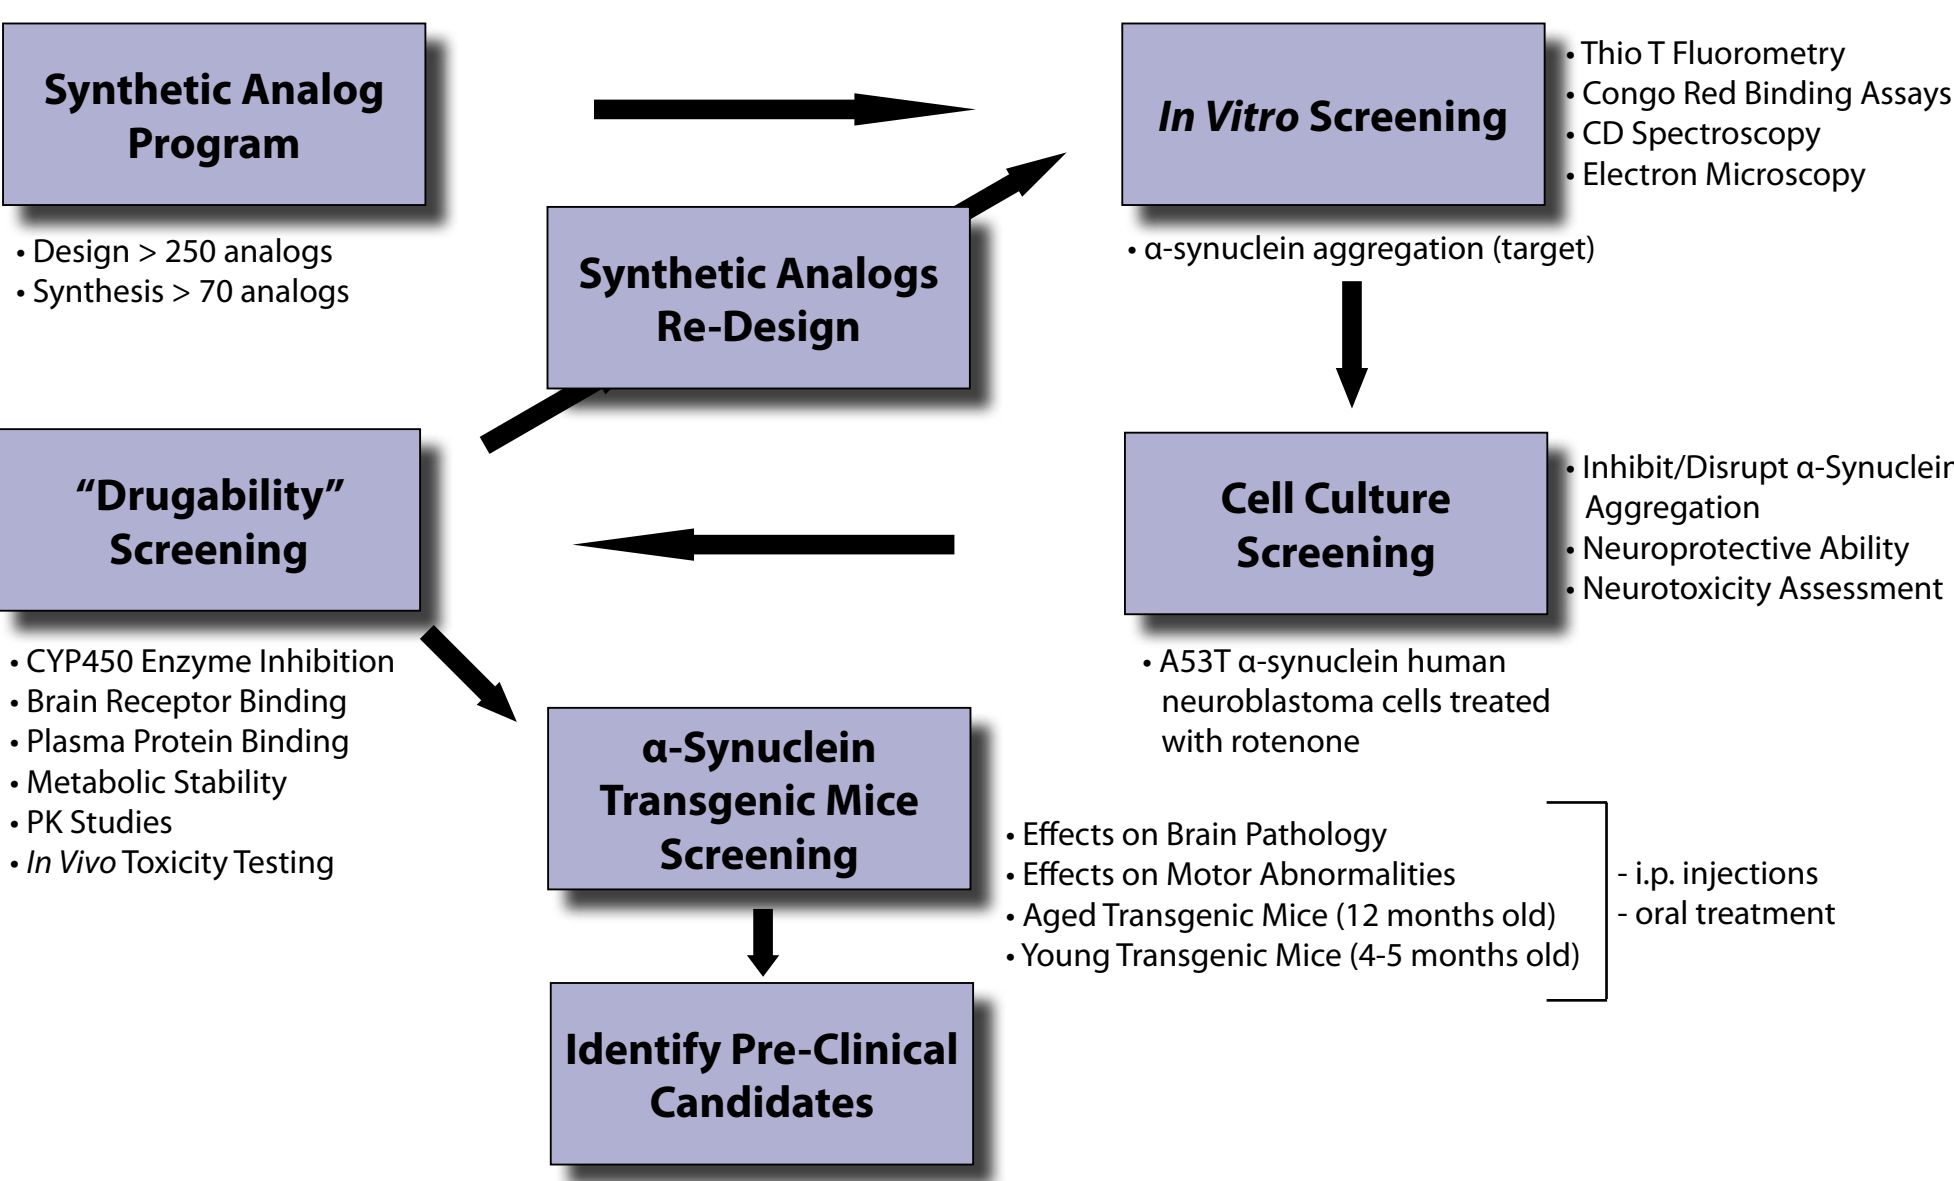 Synthetic Analog
Program
• Design > 250 analogs
• Synthesis > 70 analogs
In Vitro Screening
• Thio T Fluorometry
• Congo Red Binding Assays
• CD Spectroscopy
• Electron Microscopy
• α-synuclein aggregation (target)
Synthetic Analogs
Re-Design
“Drugability”
Screening
• CYP450 Enzyme Inhibition
• Brain Receptor Binding
• Plasma Protein Binding
• Metabolic Stability
• PK Studies
• In Vivo Toxicity Testing
Cell Culture
Screening
• Inhibit/Disrupt α-Synuclein
Aggregation
• Neuroprotective Ability
• Neurotoxicity Assessment
• A53T α-synuclein human
neuroblastoma cells treated
with rotenone
α-Synuclein
Transgenic Mice
Screening
• Effects on Brain Pathology
• Effects on Motor Abnormalities
• Aged Transgenic Mice (12 months old)
• Young Transgenic Mice (4-5 months old)
- i.p. injections
- oral treatment
Identify Pre-Clinical
Candidates